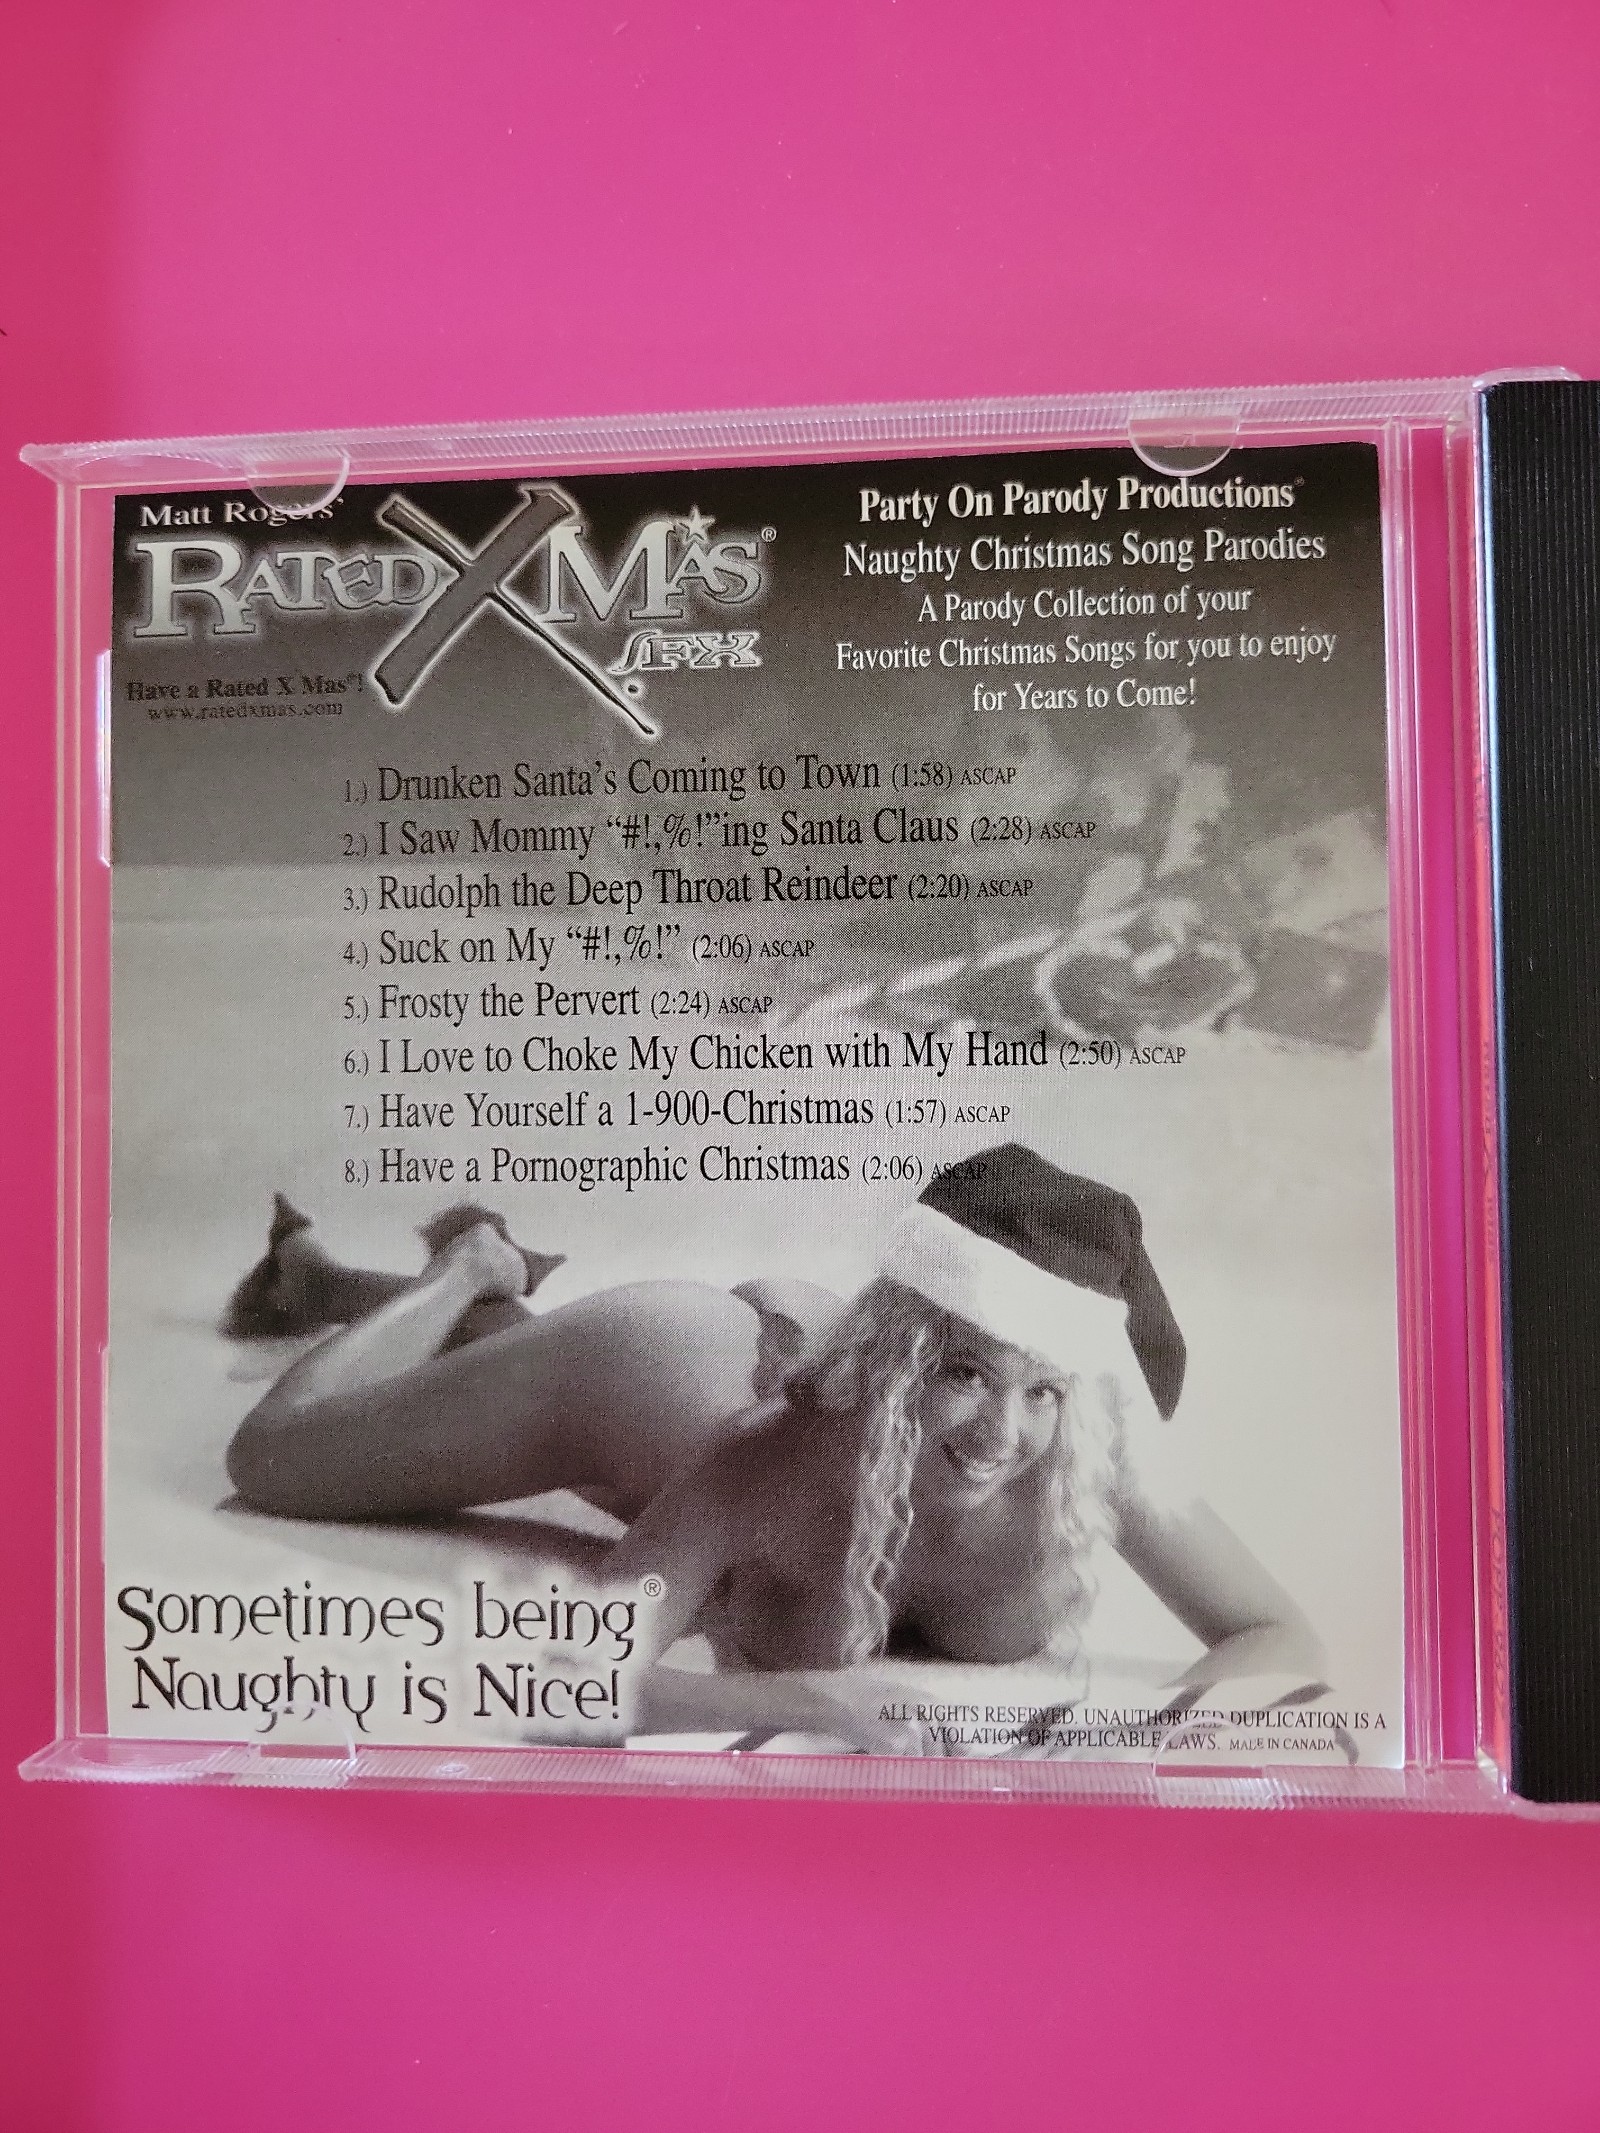 Matt Rogers'
RATED X MAS®
SFX
Have a Rated X Mas®!
www.ratedxmas.com
Party On Parody Productions®
Naughty Christmas Song Parodies
A Parody Collection of your
Favorite Christmas Songs for you to enjoy
for Years to Come!
1.) Drunken Santa's Coming to Town (1:58) ASCAP
2.) I Saw Mommy “#!,%!”ing Santa Claus (2:28) ASCAP
3.) Rudolph the Deep Throat Reindeer (2:20) ASCAP
4.) Suck on My “#!,%!” (2:06) ASCAP
5.) Frosty the Pervert (2:24) ASCAP
6.) I Love to Choke My Chicken with My Hand (2:50) ASCAP
7.) Have Yourself a 1-900-Christmas (1:57) ASCAP
8.) Have a Pornographic Christmas (2:06) ASCAP
Sometimes being®
Naughty is Nice!
ALL RIGHTS RESERVED. UNAUTHORIZED DUPLICATION IS A
VIOLATION OF APPLICABLE LAWS. MADE IN CANADA